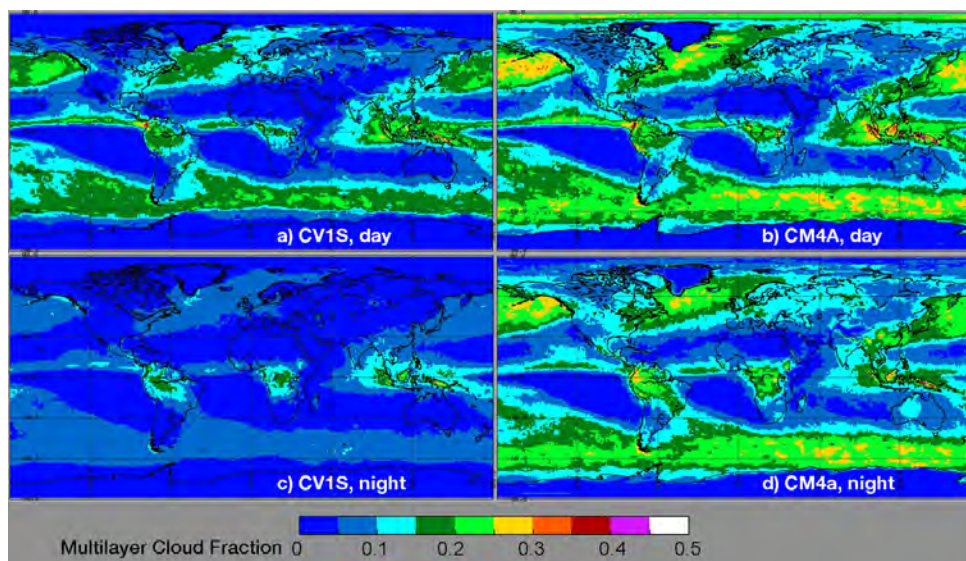 a) CV1S, day
b) CM4A, day
c) CV1S, night
d) CM4a, night
Multilayer Cloud Fraction
0 0.1 0.2 0.3 0.4 0.5